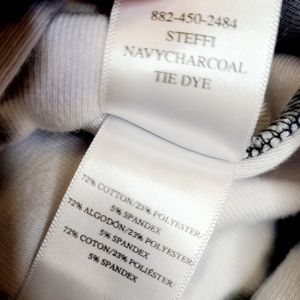 882-450-2484
STEFFI
NAVYCHARCOAL
TIE DYE
72% COTTON/23% POLYESTER/
5% SPANDEX
72% ALGODÓN/23% POLYESTER/
5% SPANDEX
72% COTON/23% POLIÉSTER/
5% SPANDEX